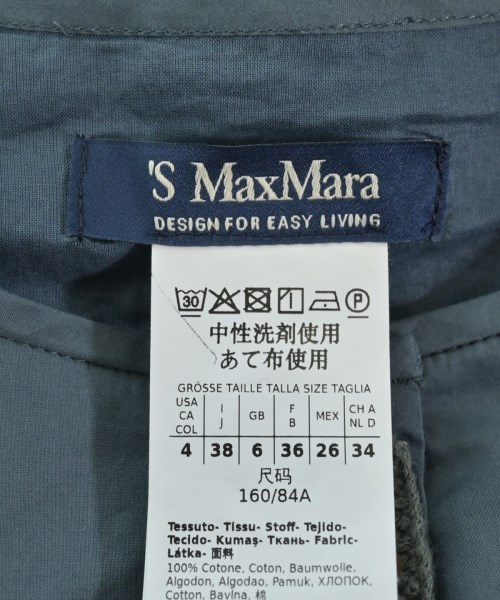 'S MaxMara
DESIGN FOR EASY LIVING
30 P
中性洗剤使用
あて布使用
GRÖSSE TAILLE TALLA SIZE TAGLIA
USA CA COL I J GB F B MEX CH A NL D
4 38 6 36 26 34
尺码
160/84A
Tessuto- Tissu- Stoff- Tejido-
Tecido- Kumaş- Ткань- Fabric-
Látka- 面料
100% Cotone, Coton, Baumwolle,
Algodon, Algodao, Pamuk, ХЛОПОК,
Cotton, Bavlna, 棉